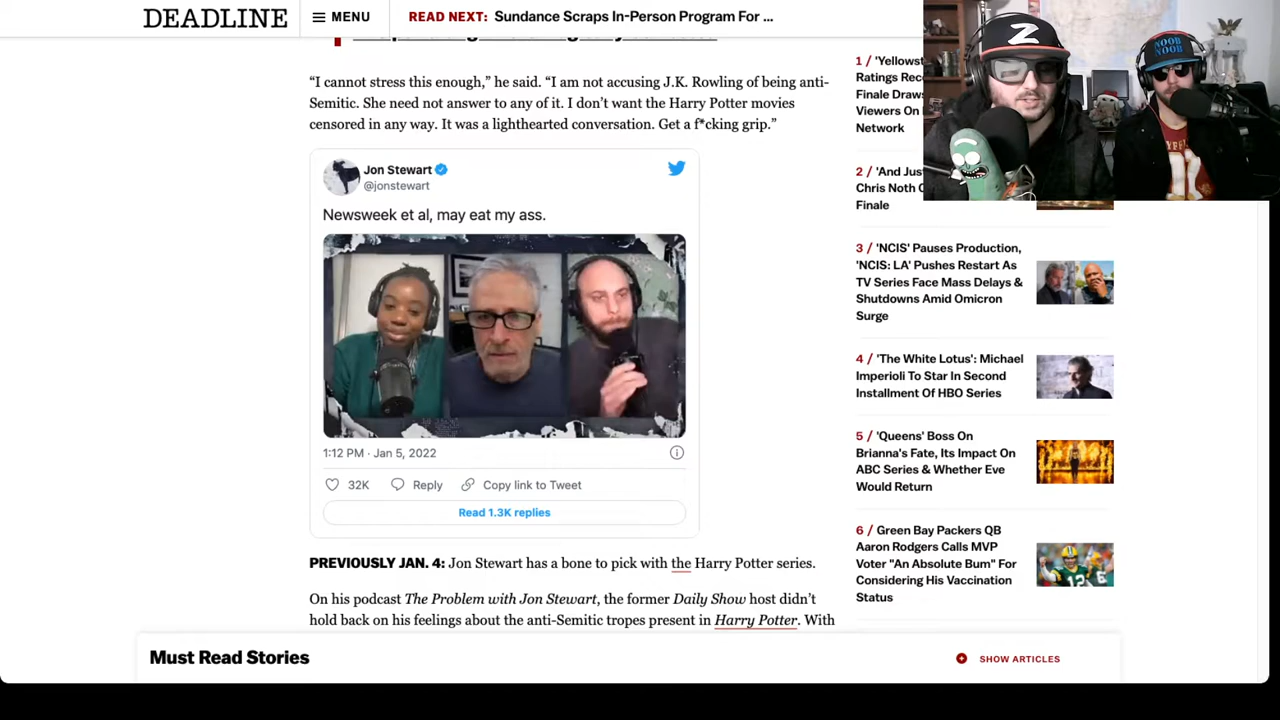 DEADLINE
MENU
READ NEXT: Sundance Scraps In-Person Program For ...
“I cannot stress this enough,” he said. “I am not accusing J.K. Rowling of being anti-
Semitic. She need not answer to any of it. I don’t want the Harry Potter movies
censored in any way. It was a lighthearted conversation. Get a f*cking grip.”
Jon Stewart
@jonstewart
Newsweek et al, may eat my ass.
1:12 PM · Jan 5, 2022
32K Reply Copy link to Tweet
Read 1.3K replies
PREVIOUSLY JAN. 4: Jon Stewart has a bone to pick with the Harry Potter series.
On his podcast The Problem with Jon Stewart, the former Daily Show host didn’t
hold back on his feelings about the anti-Semitic tropes present in Harry Potter. With
1 / 'Yellowst
Ratings Rec
Finale Draws
Viewers On
Network
2 / 'And Jus
Chris Noth
Finale
3 / 'NCIS' Pauses Production,
'NCIS: LA' Pushes Restart As
TV Series Face Mass Delays &
Shutdowns Amid Omicron
Surge
4 / 'The White Lotus': Michael
Imperioli To Star In Second
Installment Of HBO Series
5 / 'Queens' Boss On
Brianna's Fate, Its Impact On
ABC Series & Whether Eve
Would Return
6 / Green Bay Packers QB
Aaron Rodgers Calls MVP
Voter "An Absolute Bum" For
Considering His Vaccination
Status
Z
NOOB
NOOB
Must Read Stories
SHOW ARTICLES